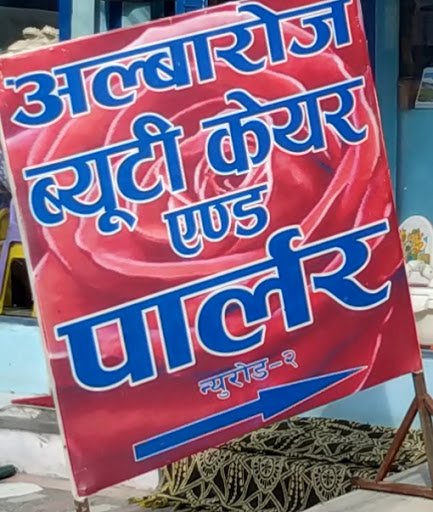 अल्बारोज
ब्यूटी केयर
एण्ड
पार्लर
न्युरोड-२